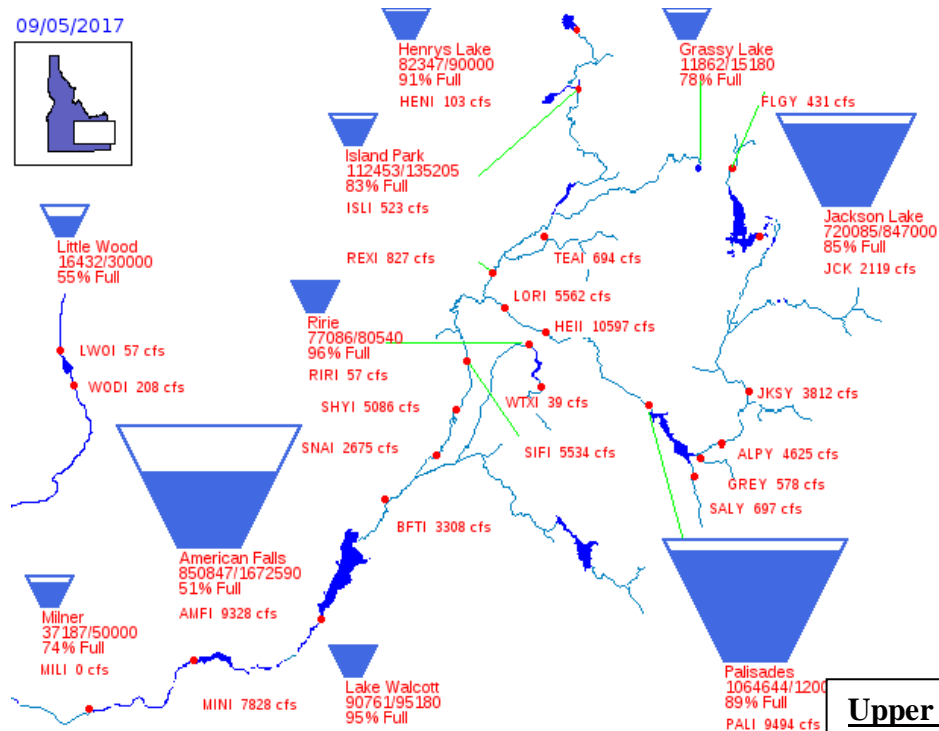 09/05/2017
Henrys Lake
82347/90000
91% Full
HENI 103 cfs
Grassy Lake
11862/15180
78% Full
FLGY 431 cfs
Island Park
112453/135205
83% Full
ISLI 523 cfs
Jackson Lake
720085/847000
85% Full
JCK 2119 cfs
Little Wood
16432/30000
55% Full
REXI 827 cfs
TEAI 694 cfs
LORI 5562 cfs
HEII 10597 cfs
Ririe
77086/80540
96% Full
RIRI 57 cfs
LWOI 57 cfs
WODI 208 cfs
WTXI 39 cfs
JKSY 3812 cfs
SHYI 5086 cfs
SNAI 2675 cfs
SIFI 5534 cfs
ALPY 4625 cfs
GREY 578 cfs
SALY 697 cfs
BFTI 3308 cfs
American Falls
850847/1672590
51% Full
AMFI 9328 cfs
Milner
37187/50000
74% Full
MILI 0 cfs
MINI 7828 cfs
Lake Walcott
90761/95180
95% Full
Palisades
1064644/1200
89% Full
PALI 9494 cfs
Upper